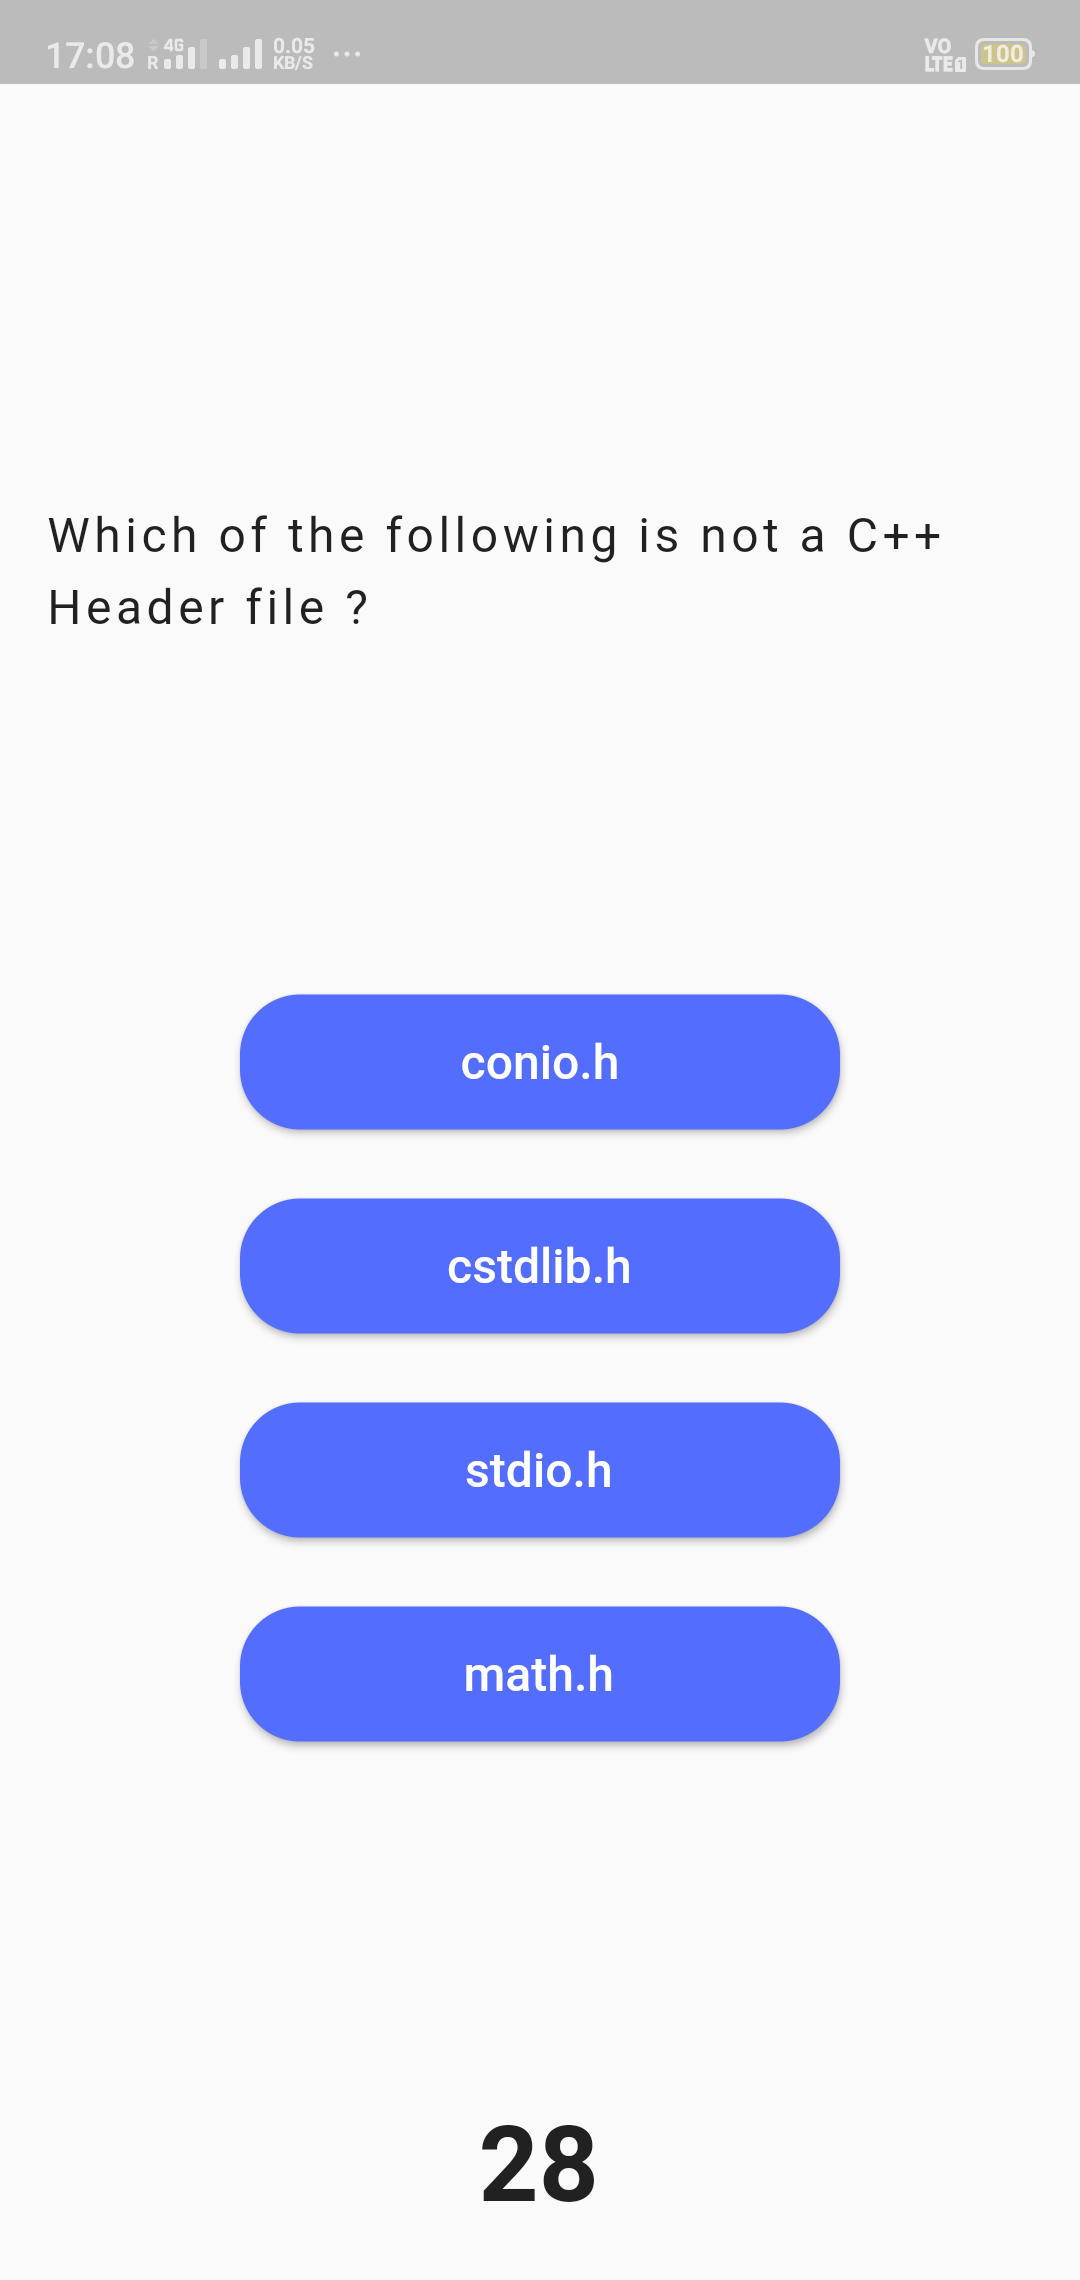 17:08 R 4G 0.05 KB/S ... VO LTE 1 100
Which of the following is not a C++
Header file ?
conio.h
cstdlib.h
stdio.h
math.h
28